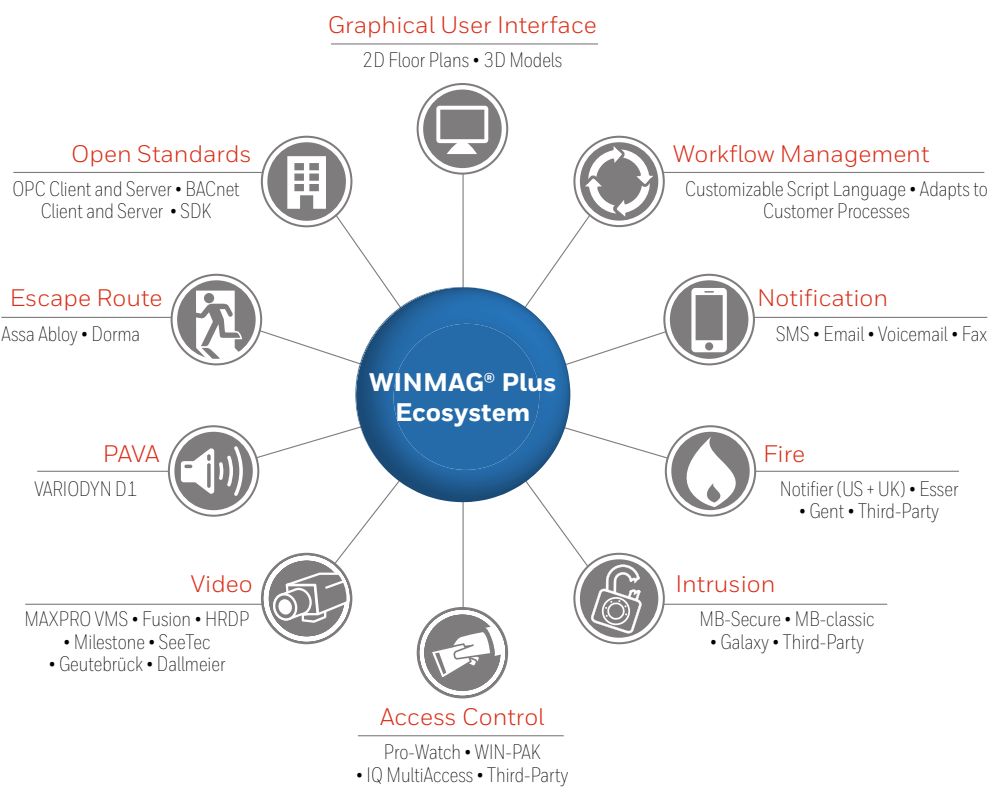 Graphical User Interface
2D Floor Plans • 3D Models
Open Standards
OPC Client and Server • BACnet
Client and Server • SDK
Workflow Management
Customizable Script Language • Adapts to
Customer Processes
Escape Route
Assa Abloy • Dorma
Notification
SMS • Email • Voicemail • Fax
WINMAG® Plus
Ecosystem
PAVA
VARIODYN D1
Fire
Notifier (US + UK) • Esser
• Gent • Third-Party
Video
MAXPRO VMS • Fusion • HRDP
• Milestone • SeeTec
• Geutebrück • Dallmeier
Intrusion
MB-Secure • MB-classic
• Galaxy • Third-Party
Access Control
Pro-Watch • WIN-PAK
• IQ MultiAccess • Third-Party